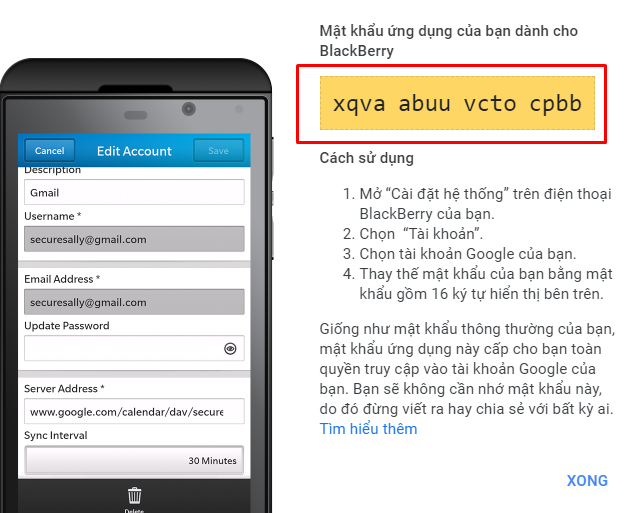 Cancel Edit Account Save
Description
Gmail
Username *
securesally@gmail.com
Email Address *
securesally@gmail.com
Update Password
Server Address *
www.google.com/calendar/dav/secure
Sync Interval
30 Minutes
Delete
Mật khẩu ứng dụng của bạn dành cho
BlackBerry
xqva abuu vcto cpbb
Cách sử dụng
1. Mở “Cài đặt hệ thống” trên điện thoại
BlackBerry của bạn.
2. Chọn “Tài khoản”.
3. Chọn tài khoản Google của bạn.
4. Thay thế mật khẩu của bạn bằng mật
khẩu gồm 16 ký tự hiển thị bên trên.
Giống như mật khẩu thông thường của bạn,
mật khẩu ứng dụng này cấp cho bạn toàn
quyền truy cập vào tài khoản Google của
bạn. Bạn sẽ không cần nhớ mật khẩu này,
do đó đừng viết ra hay chia sẻ với bất kỳ ai.
Tìm hiểu thêm
XONG